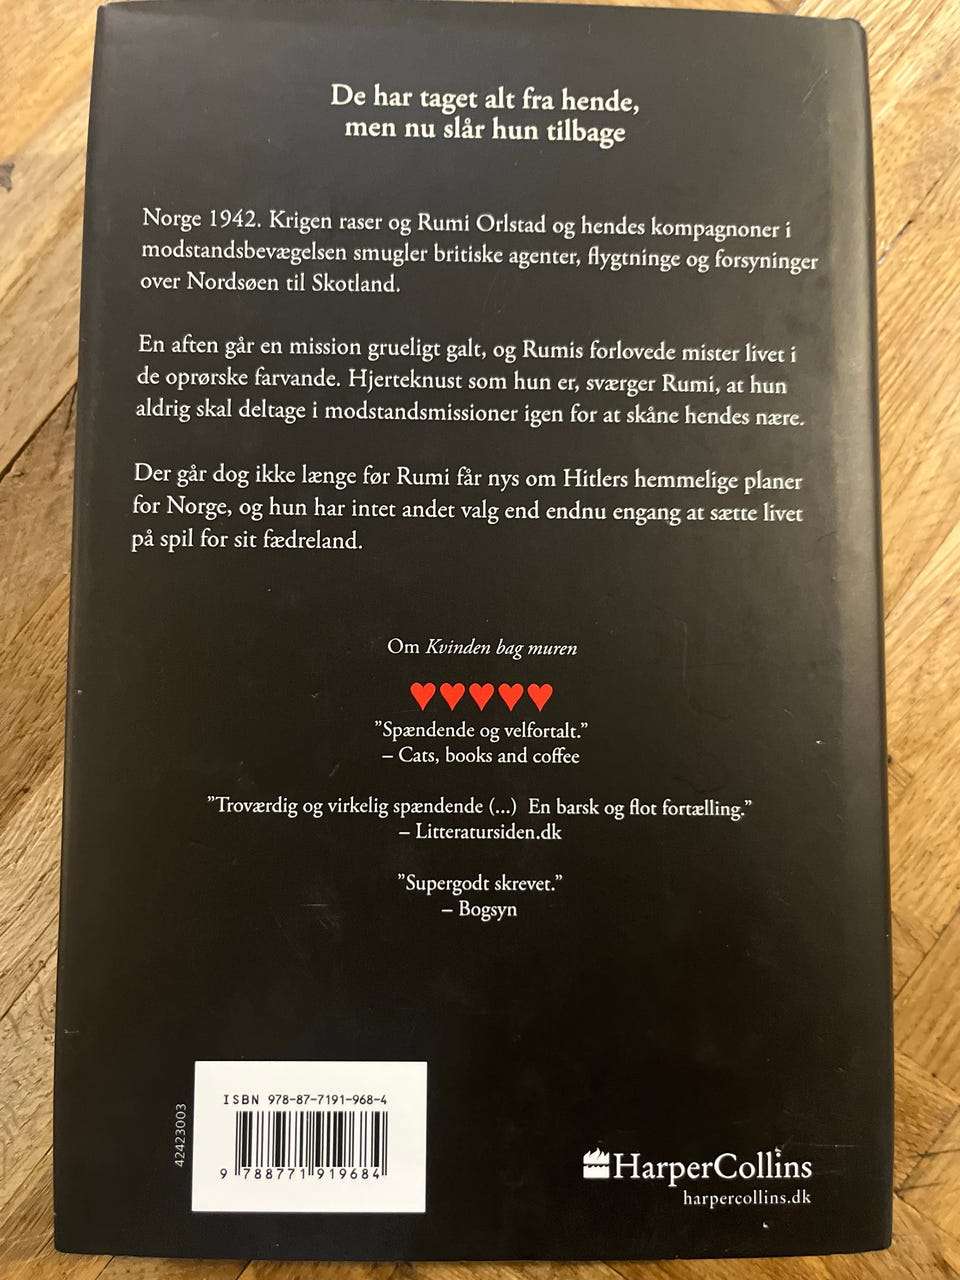 De har taget alt fra hende,
men nu slår hun tilbage
Norge 1942. Krigen raser og Rumi Orlstad og hendes kompagnoner i
modstandsbevægelsen smugler britiske agenter, flygtninge og forsyninger
over Nordsøen til Skotland.
En aften går en mission grueligt galt, og Rumis forlovede mister livet i
de oprørske farvande. Hjerteknust som hun er, sværger Rumi, at hun
aldrig skal deltage i modstandsmissioner igen for at skåne hendes nære.
Der går dog ikke længe før Rumi får nys om Hitlers hemmelige planer
for Norge, og hun har intet andet valg end endnu engang at sætte livet
på spil for sit fædreland.
Om Kvinden bag muren
♥♥♥♥♥
”Spændende og velfortalt.”
– Cats, books and coffee
”Troværdig og virkelig spændende (...) En barsk og flot fortælling.”
– Litteratursiden.dk
”Supergodt skrevet.”
– Bogsyn
42423003
ISBN 978-87-7191-968-4
9 788771 919684
HarperCollins
harpercollins.dk